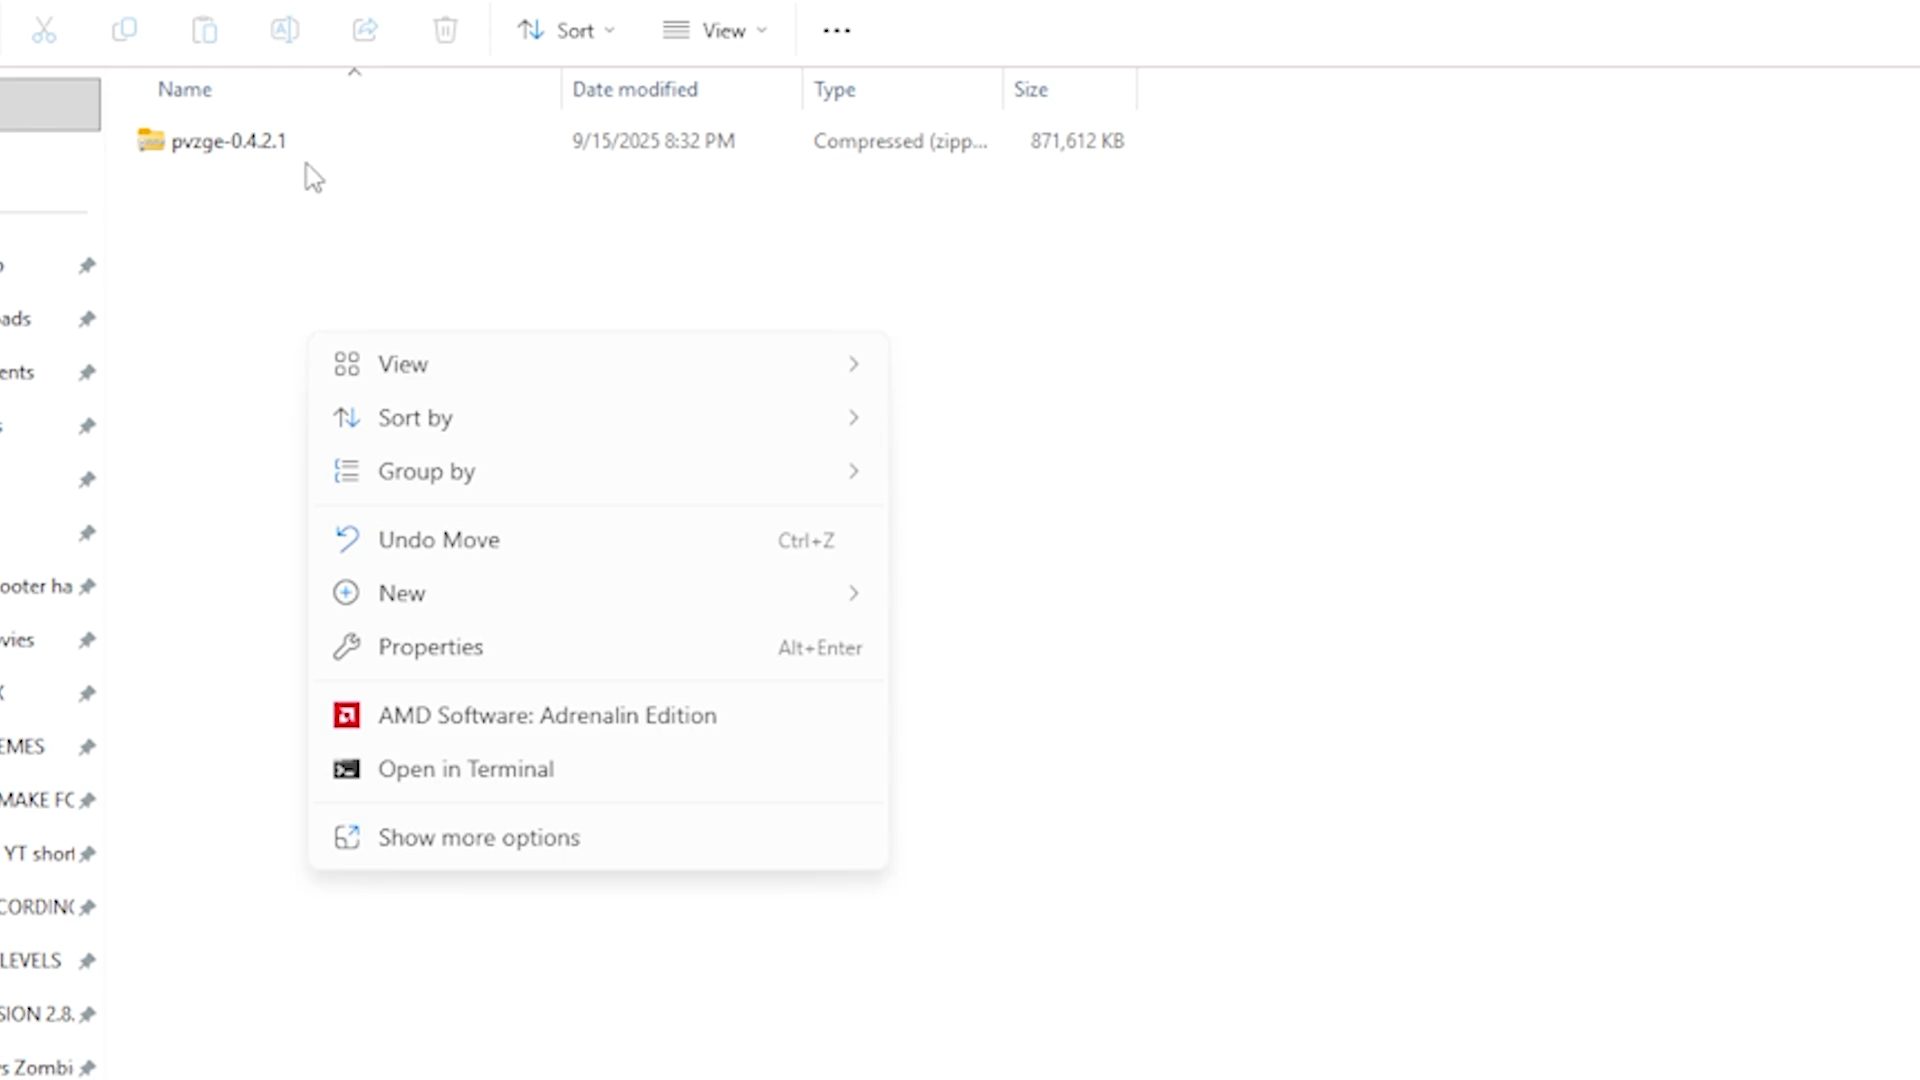 Sort
View
Name
Date modified
Type
Size
pvzge-0.4.2.1
9/15/2025 8:32 PM
Compressed (zipp...
871,612 KB
oads
ents
ooter ha
vies
EMES
MAKE FO
YT short
CORDING
LEVELS
SION 2.8.
s Zombi
View
Sort by
Group by
Undo Move
Ctrl+Z
New
Properties
Alt+Enter
AMD Software: Adrenalin Edition
Open in Terminal
Show more options